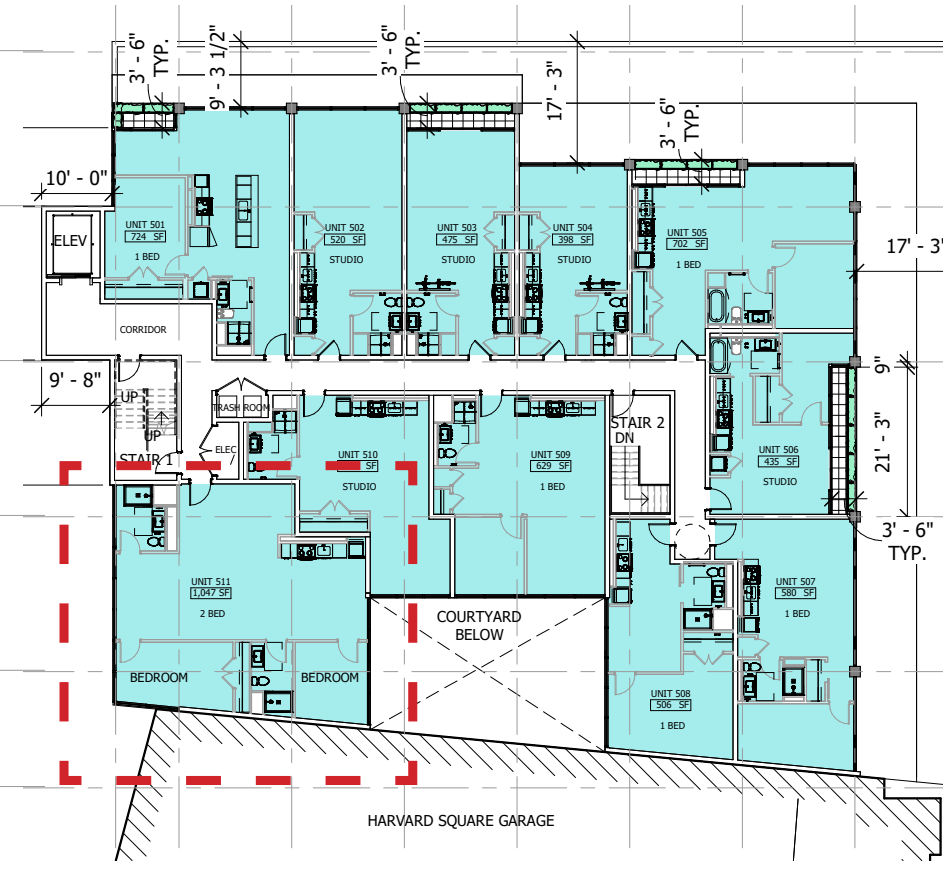 3' - 6"
TYP.
9' - 3 1/2"
3' - 6"
TYP.
17' - 3"
3' - 6"
TYP.
10' - 0"
ELEV
UNIT 501
724 SF
1 BED
UNIT 502
520 SF
STUDIO
UNIT 503
475 SF
STUDIO
UNIT 504
398 SF
STUDIO
UNIT 505
702 SF
1 BED
17' - 3"
CORRIDOR
9' - 8"
UP
UP
STAIR 1
TRASH ROOM
ELEC
/
UNIT 510
SF
STUDIO
UNIT 509
629 SF
1 BED
STAIR 2
DN
UNIT 506
435 SF
STUDIO
9"
21' - 3"
3' - 6"
TYP.
UNIT 511
1,047 SF
2 BED
BEDROOM
BEDROOM
COURTYARD
BELOW
UNIT 507
580 SF
1 BED
UNIT 508
506 SF
1 BED
HARVARD SQUARE GARAGE